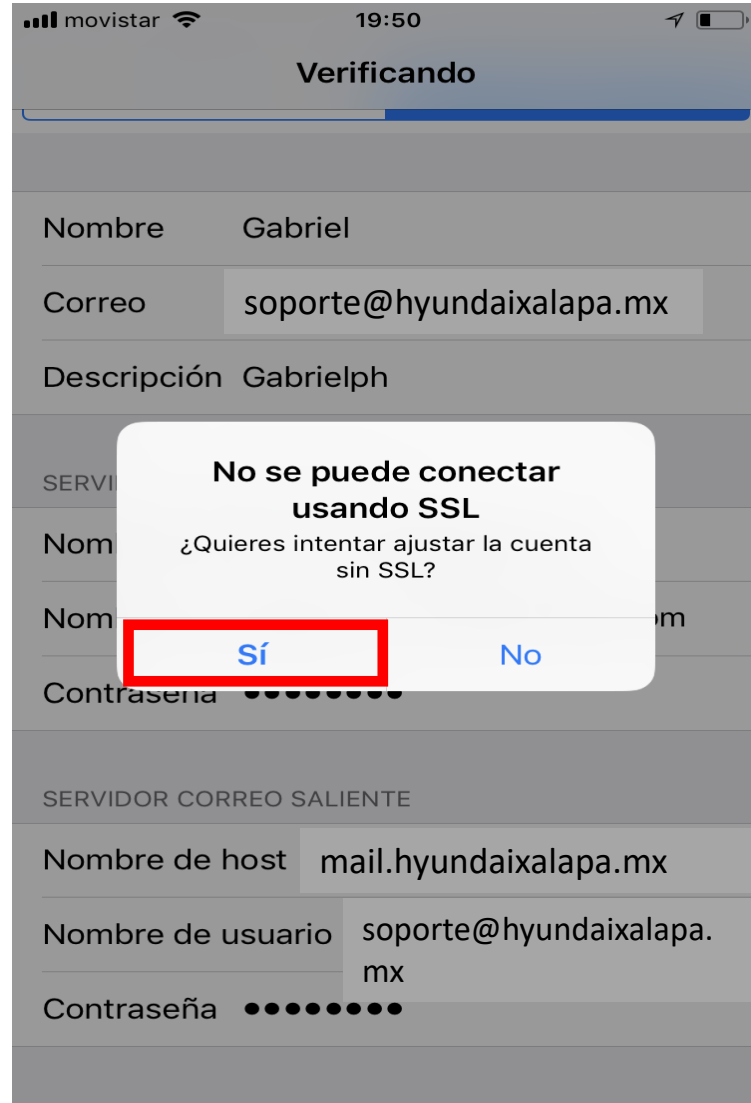 movistar 19:50
Verificando
Nombre Gabriel
Correo soporte@hyundaixalapa.mx
Descripción Gabrielph
No se puede conectar
usando SSL
¿Quieres intentar ajustar la cuenta
sin SSL?
Sí No
Contraseña ••••••••
SERVIDOR CORREO SALIENTE
Nombre de host mail.hyundaixalapa.mx
Nombre de usuario soporte@hyundaixalapa.
mx
Contraseña ••••••••